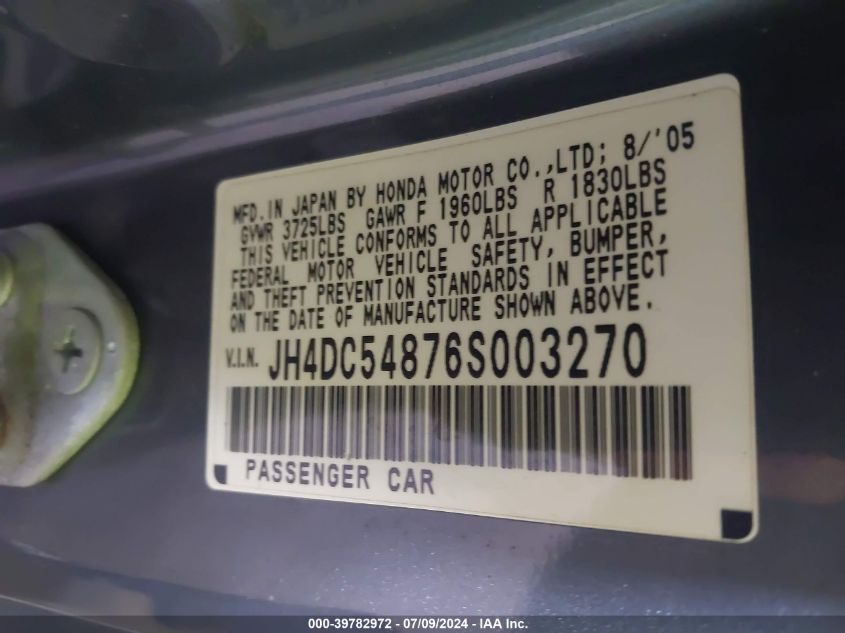 MFD.IN JAPAN BY HONDA MOTOR CO.,LTD; 8/'05
GVWR 3725LBS GAWR F 1960LBS R 1830LBS
THIS VEHICLE CONFORMS TO ALL APPLICABLE
FEDERAL MOTOR VEHICLE SAFETY, BUMPER,
AND THEFT PREVENTION STANDARDS IN EFFECT
ON THE DATE OF MANUFACTURE SHOWN ABOVE.
V.I.N. JH4DC54876S003270
PASSENGER CAR
000-39782972 - 07/09/2024 - IAA Inc.